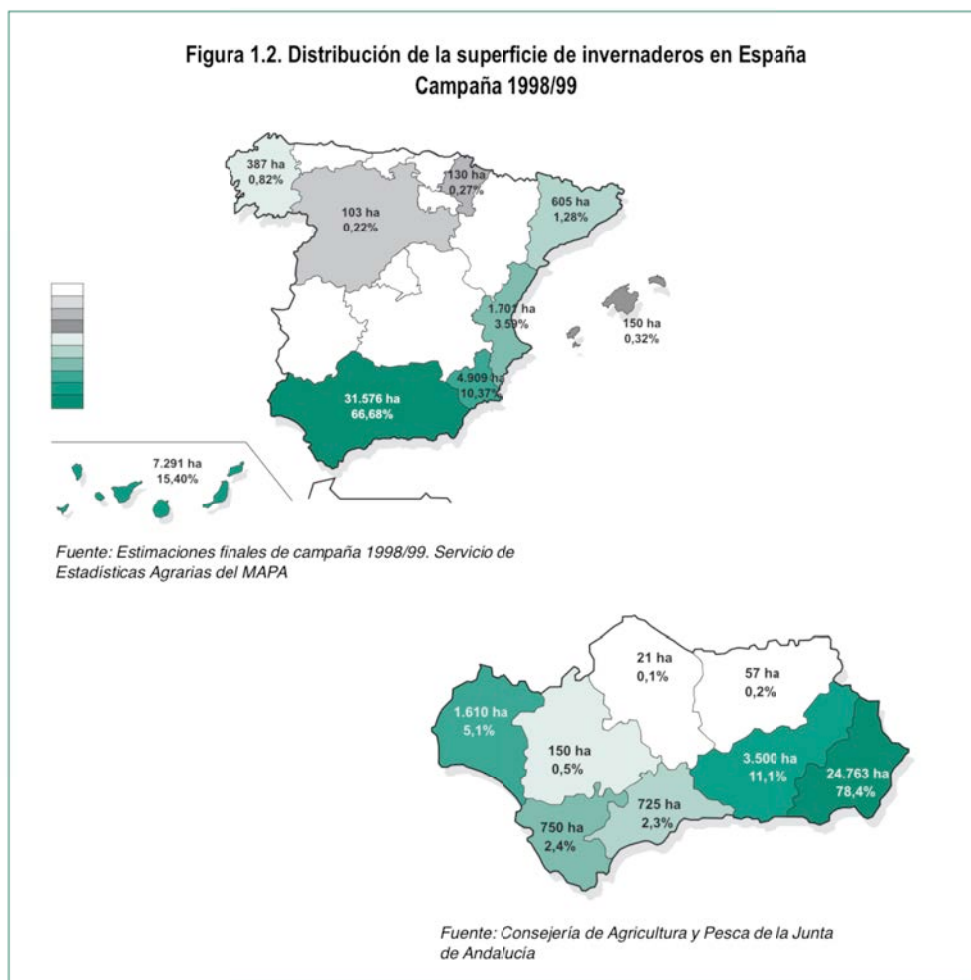 Figura 1.2. Distribución de la superficie de invernaderos en España
Campaña 1998/99
387 ha
0,82%
130 ha
0,27%
103 ha
0,22%
605 ha
1,28%
1.701 ha
3.59%
150 ha
0,32%
4.909 ha
10,37%
31.576 ha
66,68%
7.291 ha
15,40%
Fuente: Estimaciones finales de campaña 1998/99. Servicio de
Estadísticas Agrarias del MAPA
21 ha
0,1%
57 ha
0,2%
1.610 ha
5,1%
150 ha
0,5%
3.500 ha
11,1%
24.763 ha
78,4%
725 ha
2,3%
750 ha
2,4%
Fuente: Consejería de Agricultura y Pesca de la Junta
de Andalucía